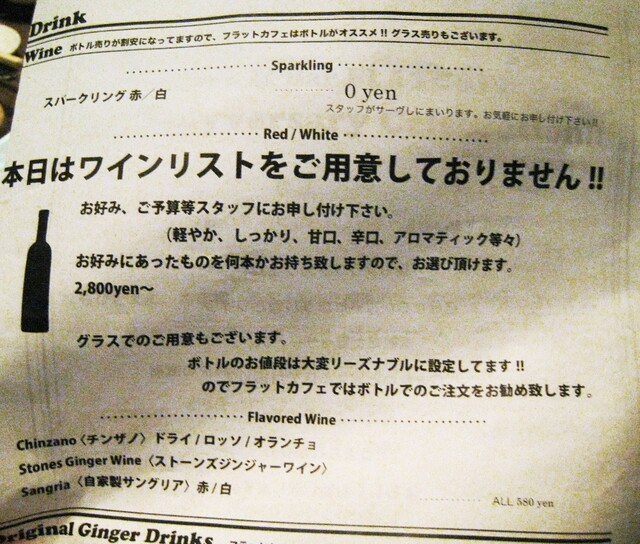 Drink
Wine ボトル売りが割安になってますので、フラットカフェはボトルがオススメ!! グラス売りもございます。
Sparkling
スパークリング 赤／白 0 yen
スタッフがサーヴしにまいります。お気軽にお申し付け下さい!!
Red / White
本日はワインリストをご用意しておりません!!
お好み、ご予算等スタッフにお申し付け下さい。
（軽やか、しっかり、甘口、辛口、アロマティック等々）
お好みにあったものを何本かお持ち致しますので、お選び頂けます。
2,800yen～
グラスでのご用意もございます。
ボトルのお値段は大変リーズナブルに設定してます!!
のでフラットカフェではボトルでのご注文をお勧め致します。
Flavored Wine
Chinzano〈チンザノ〉ドライ / ロッソ / オランチョ
Stones Ginger Wine〈ストーンズジンジャーワイン〉
Sangria〈自家製サングリア〉赤 / 白
ALL 580 yen
Original Ginger Drinks